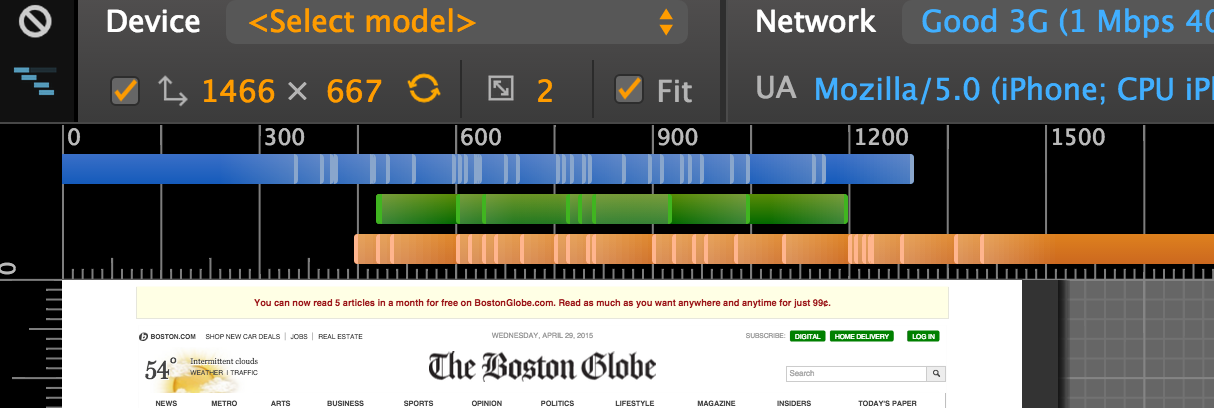 Device <Select model> Network Good 3G (1 Mbps 40
1466 × 667 2 Fit UA Mozilla/5.0 (iPhone; CPU iPh
0 300 600 900 1200 1500
0
You can now read 5 articles in a month for free on BostonGlobe.com. Read as much as you want anywhere and anytime for just 99¢.
BOSTON.COM SHOP NEW CAR DEALS | JOBS | REAL ESTATE WEDNESDAY, APRIL 29, 2015 SUBSCRIBE: DIGITAL HOME DELIVERY LOG IN
54° Intermittent clouds
WEATHER | TRAFFIC
The Boston Globe
Search
NEWS METRO ARTS BUSINESS SPORTS OPINION POLITICS LIFESTYLE MAGAZINE INSIDERS TODAY'S PAPER